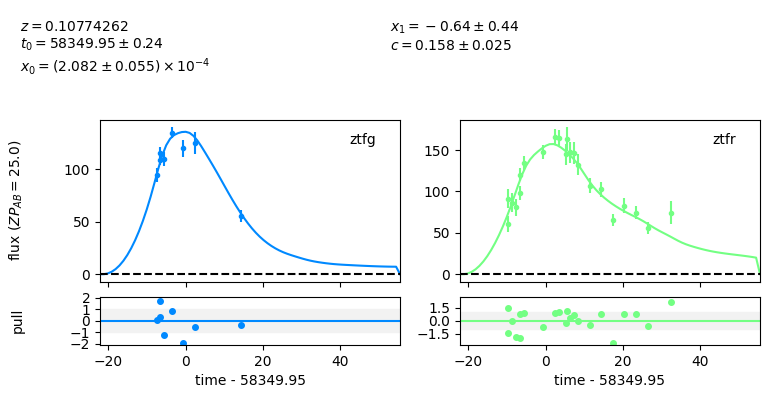 z = 0.10774262
t0 = 58349.95 ± 0.24
x0 = (2.082 ± 0.055) × 10^−4
x1 = −0.64 ± 0.44
c = 0.158 ± 0.025
flux (ZP_AB = 25.0)
100
50
0
ztfg
150
100
50
0
ztfr
pull
2
1
0
−1
−2
1.5
0.0
−1.5
−20 0 20 40
time - 58349.95
−20 0 20 40
time - 58349.95